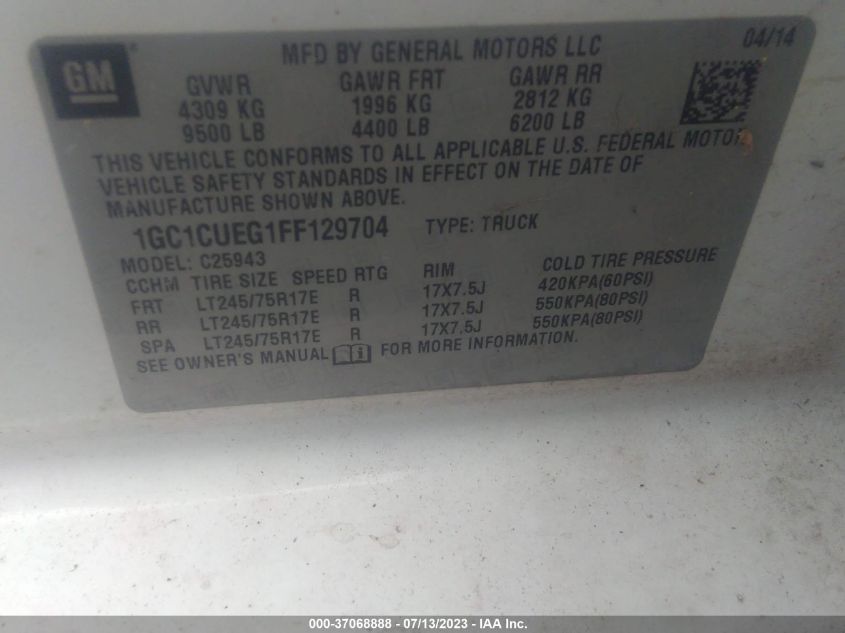 GM ® MFD BY GENERAL MOTORS LLC 04/14
GVWR GAWR FRT GAWR RR
4309 KG 1996 KG 2812 KG
9500 LB 4400 LB 6200 LB
THIS VEHICLE CONFORMS TO ALL APPLICABLE U.S. FEDERAL MOTOR
VEHICLE SAFETY STANDARDS IN EFFECT ON THE DATE OF
MANUFACTURE SHOWN ABOVE.
1GC1CUEG1FF129704 TYPE: TRUCK
MODEL: C25943
CCHM TIRE SIZE SPEED RTG RIM COLD TIRE PRESSURE
FRT LT245/75R17E R 17X7.5J 420KPA(60PSI)
RR LT245/75R17E R 17X7.5J 550KPA(80PSI)
SPA LT245/75R17E R 17X7.5J 550KPA(80PSI)
SEE OWNER'S MANUAL FOR MORE INFORMATION.
000-37068888 - 07/13/2023 - IAA Inc.